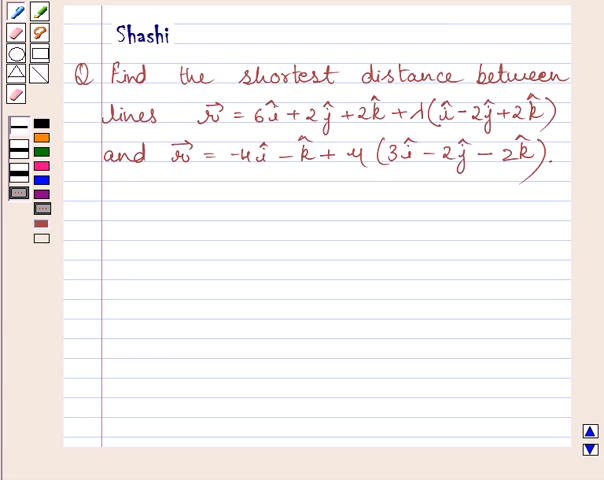 Shashi
Q Find the shortest distance between
lines r⃗ = 6î + 2ĵ + 2k̂ + λ(î - 2ĵ + 2k̂)
and r⃗ = -4î - k̂ + μ (3î - 2ĵ - 2k̂).